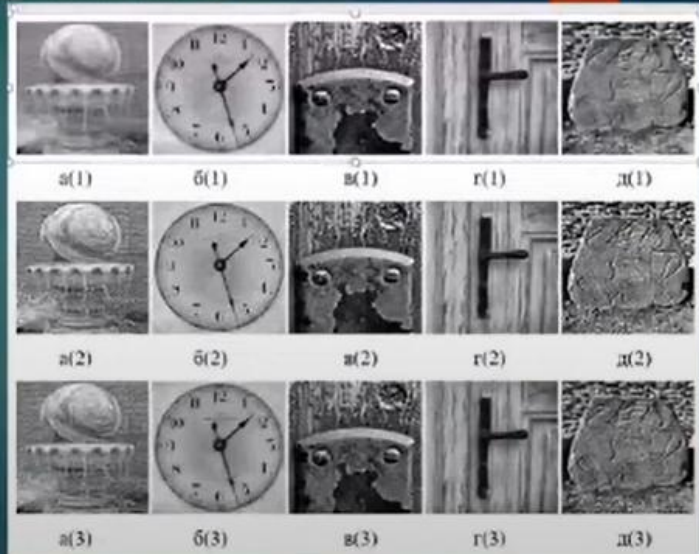 а(1) б(1) в(1) г(1) д(1)
а(2) б(2) в(2) г(2) д(2)
а(3) б(3) в(3) г(3) д(3)